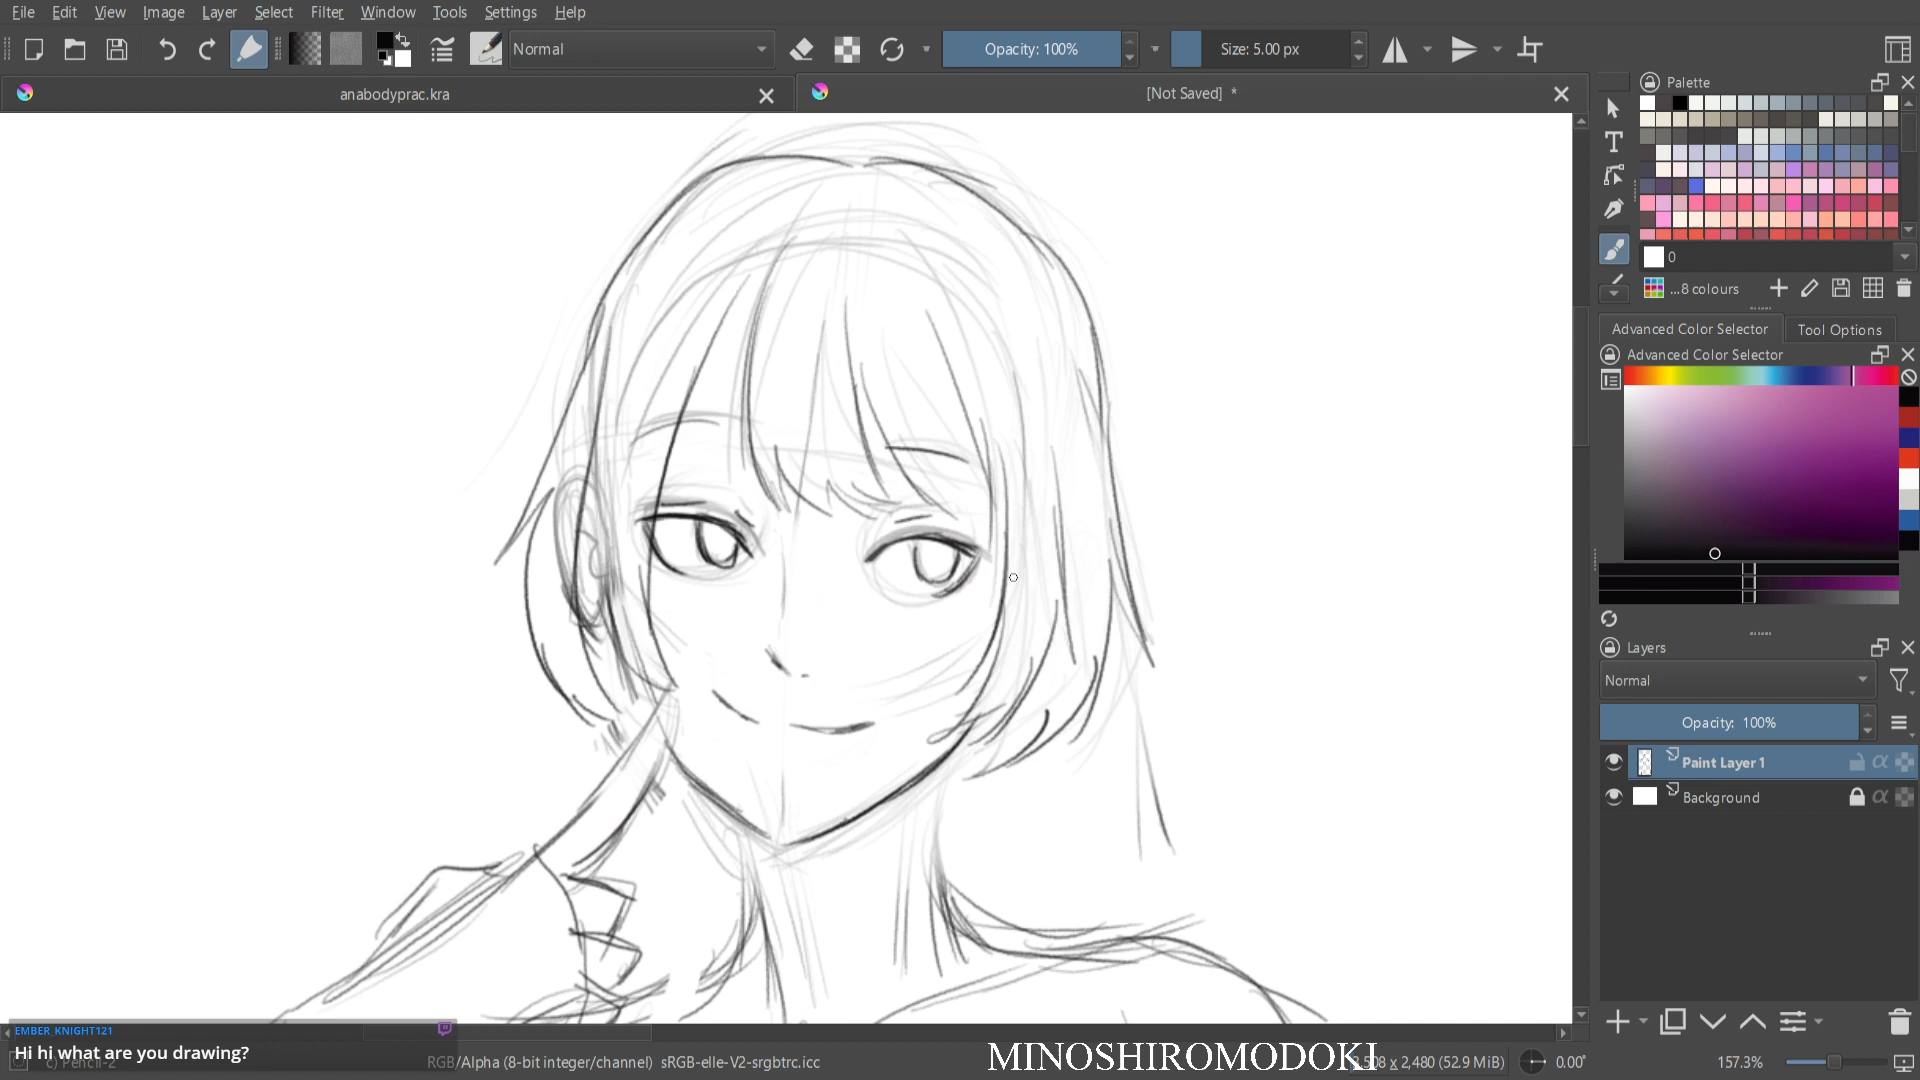 File Edit View Image Layer Select Filter Window Tools Settings Help
Normal
Opacity: 100%
Size: 5.00 px
anabodyprac.kra
[Not Saved] *
Palette
0
...8 colours
Advanced Color Selector
Tool Options
Advanced Color Selector
Layers
Normal
Opacity: 100%
Paint Layer 1
Background
EMBER_KNIGHT121
Hi hi what are you drawing?
c) Pencil-2
RGB/Alpha (8-bit integer/channel) sRGB-elle-V2-srgbtrc.icc
MINOSHIROMODOKI
x 2,480 (52.9 MiB)
0.00°
157.3%